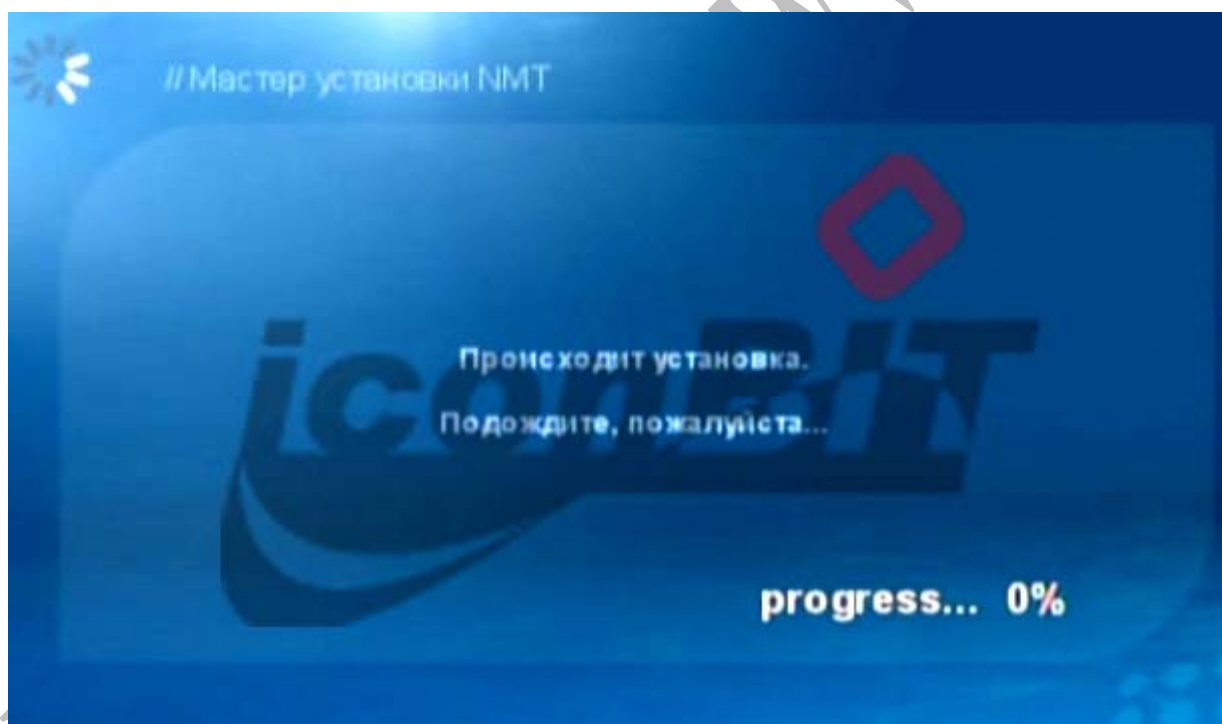 // Мастер установки NMT
iconBIT
Происходит установка.
Подождите, пожалуйста...
progress... 0%